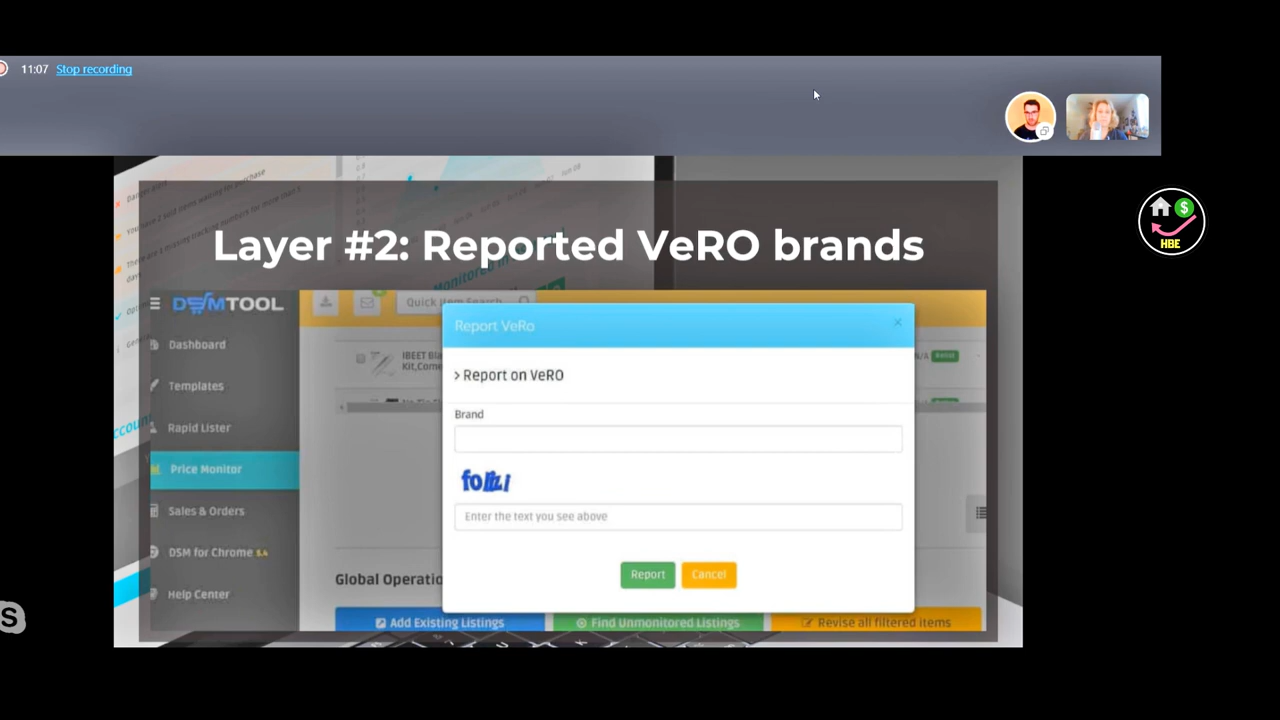 11:07 Stop recording
Layer #2: Reported VeRO brands
HBE
DSMTOOL
Quick Item Search
Dashboard
Templates
Rapid Lister
Price Monitor
Sales & Orders
DSM for Chrome 5.4
Help Center
Report VeRo
×
> Report on VeRO
Brand
Enter the text you see above
Report
Cancel
Global Operatio
Add Existing Listings
Find Unmonitored Listings
Revise all filtered items
S